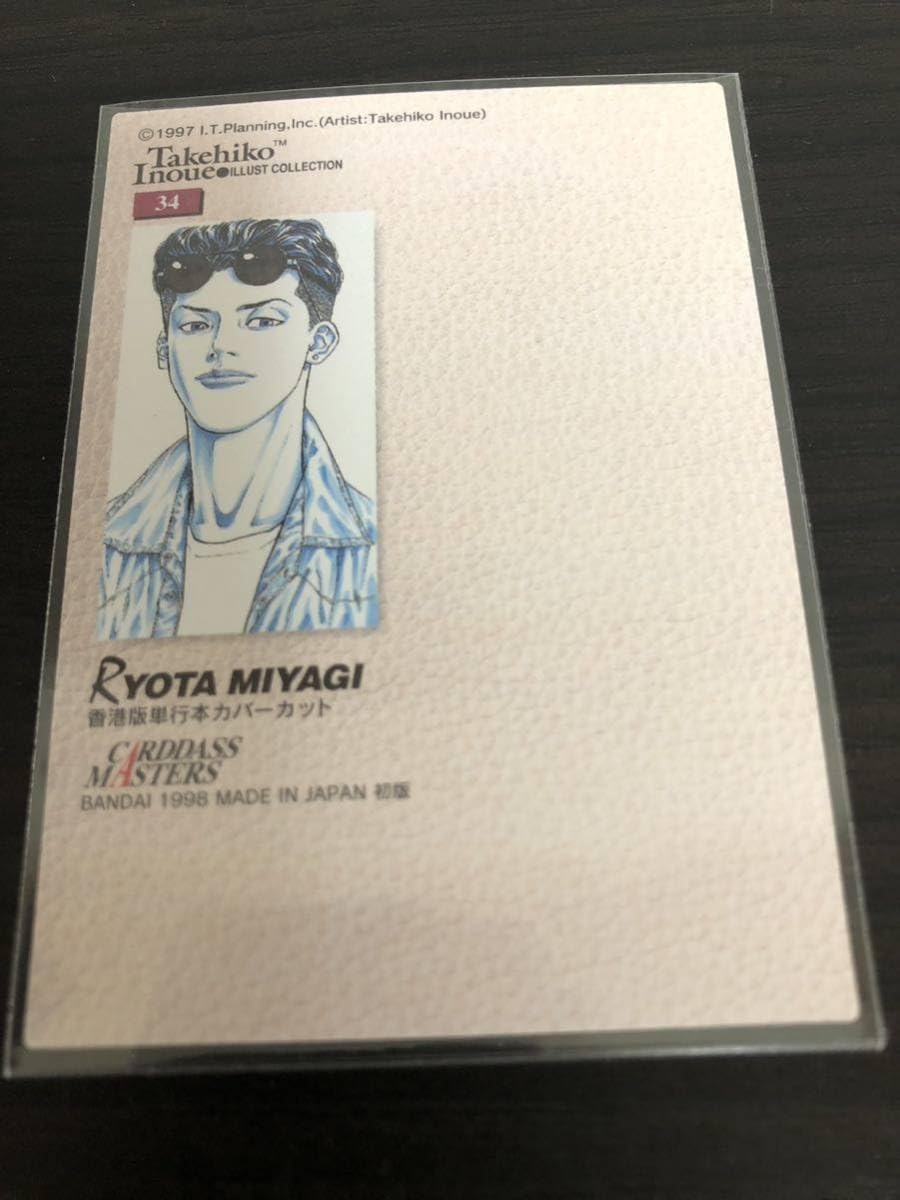 ©1997 I.T.Planning,Inc.(Artist:Takehiko Inoue)
Takehiko™
Inoue●ILLUST COLLECTION
34
RYOTA MIYAGI
香港版単行本カバーカット
CARDDASS
MASTERS
BANDAI 1998 MADE IN JAPAN 初版